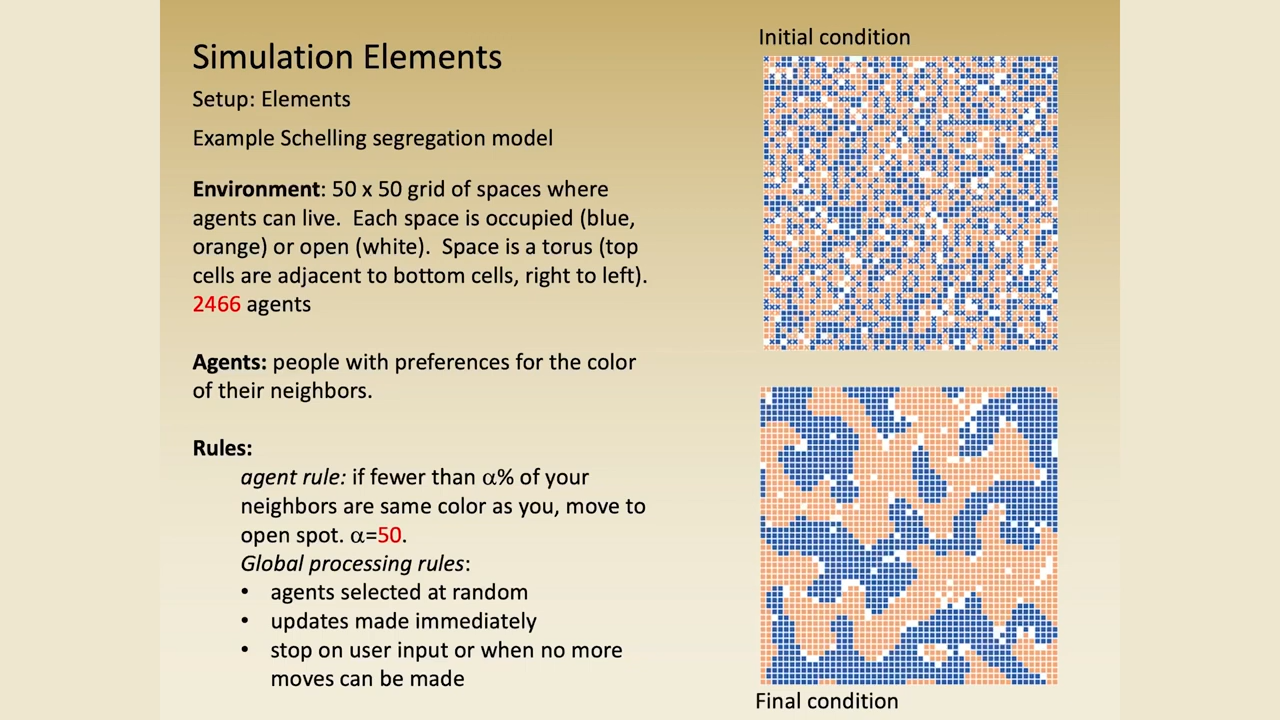 Simulation Elements
Setup: Elements
Example Schelling segregation model
Environment: 50 x 50 grid of spaces where
agents can live. Each space is occupied (blue,
orange) or open (white). Space is a torus (top
cells are adjacent to bottom cells, right to left).
2466 agents
Agents: people with preferences for the color
of their neighbors.
Rules:
agent rule: if fewer than α% of your
neighbors are same color as you, move to
open spot. α=50.
Global processing rules:
• agents selected at random
• updates made immediately
• stop on user input or when no more
moves can be made
Initial condition
Final condition